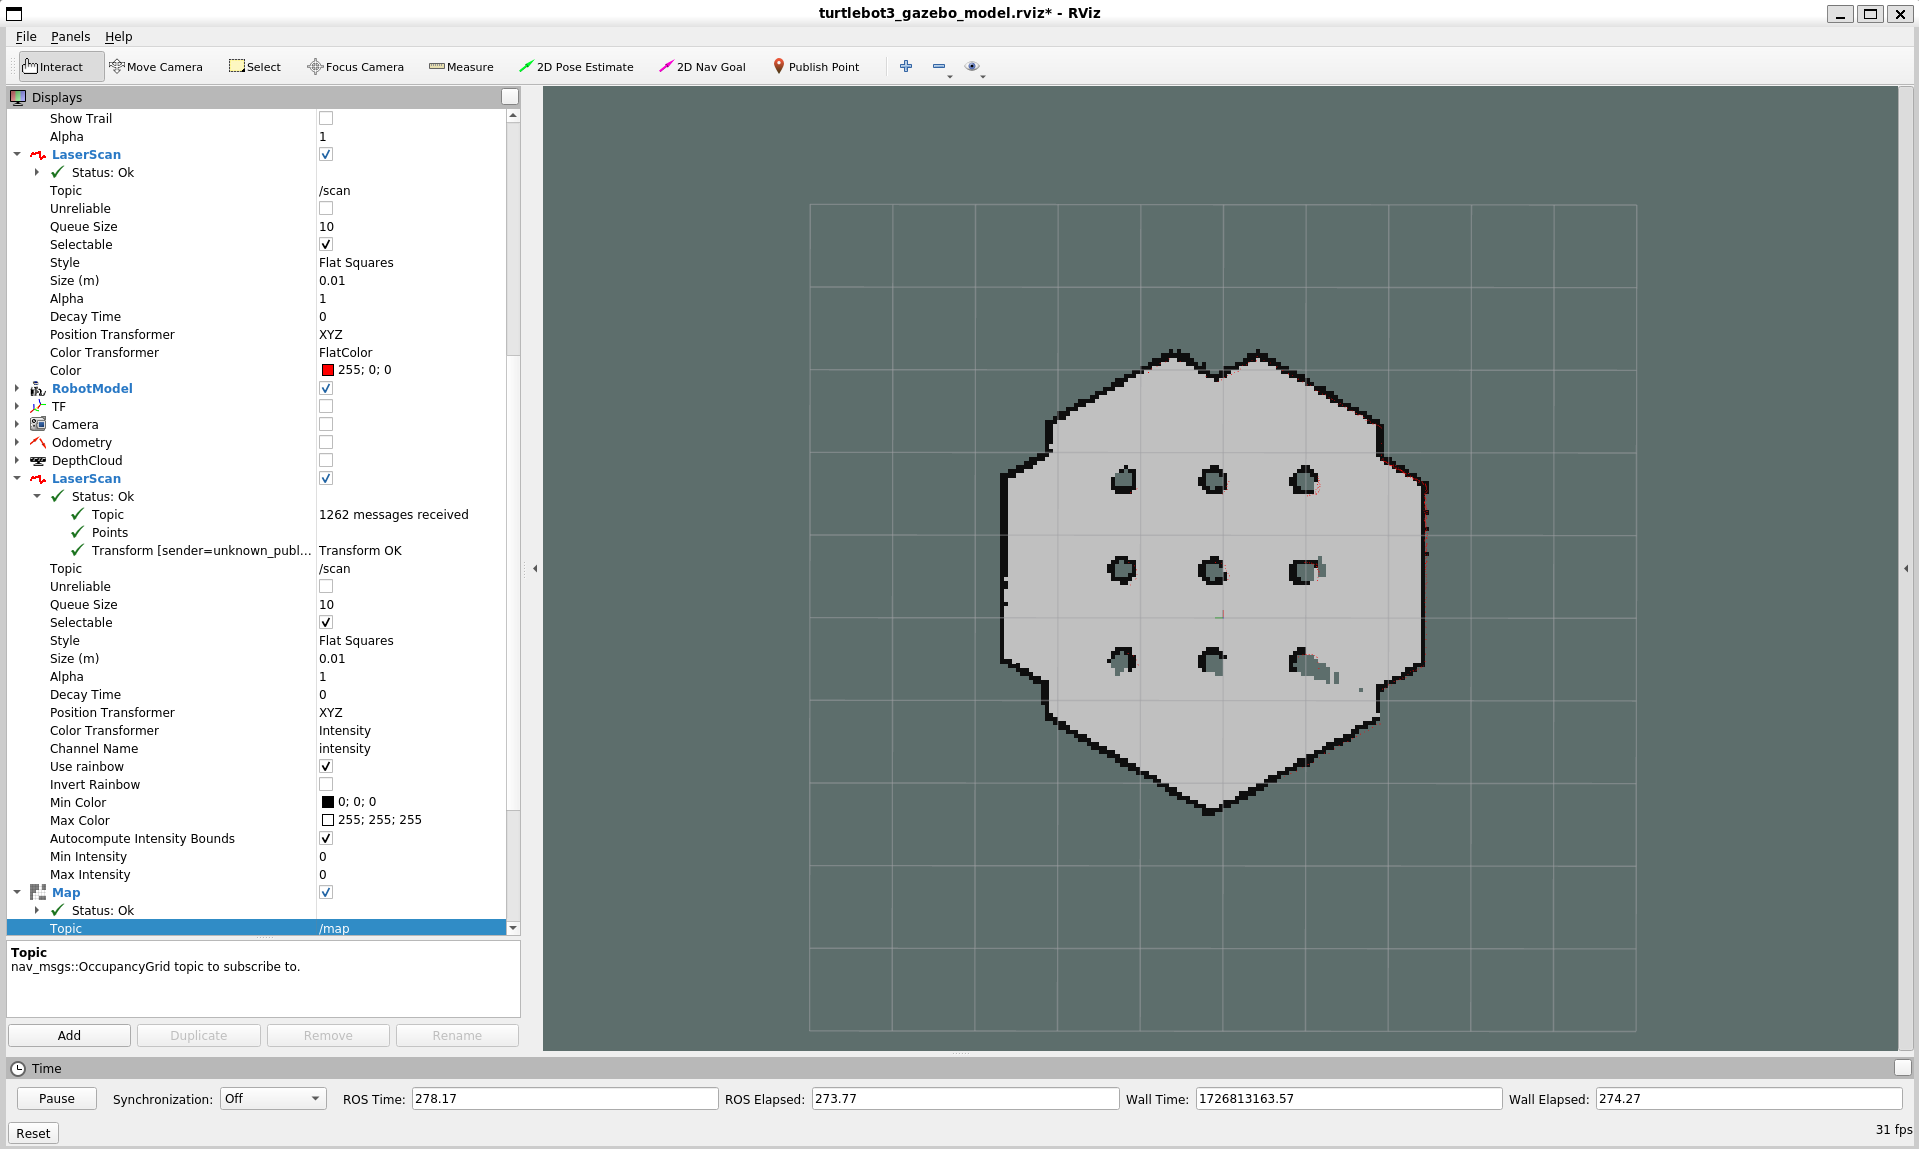 turtlebot3_gazebo_model.rviz* - RViz
File Panels Help
Interact Move Camera Select Focus Camera Measure 2D Pose Estimate 2D Nav Goal Publish Point
Displays
Show Trail
Alpha 1
LaserScan
Status: Ok
Topic /scan
Unreliable
Queue Size 10
Selectable
Style Flat Squares
Size (m) 0.01
Alpha 1
Decay Time 0
Position Transformer XYZ
Color Transformer FlatColor
Color 255; 0; 0
RobotModel
TF
Camera
Odometry
DepthCloud
LaserScan
Status: Ok
Topic 1262 messages received
Points
Transform [sender=unknown_publ... Transform OK
Topic /scan
Unreliable
Queue Size 10
Selectable
Style Flat Squares
Size (m) 0.01
Alpha 1
Decay Time 0
Position Transformer XYZ
Color Transformer Intensity
Channel Name intensity
Use rainbow
Invert Rainbow
Min Color 0; 0; 0
Max Color 255; 255; 255
Autocompute Intensity Bounds
Min Intensity 0
Max Intensity 0
Map
Status: Ok
Topic /map
Topic
nav_msgs::OccupancyGrid topic to subscribe to.
Add Duplicate Remove Rename
Time
Pause Synchronization: Off ROS Time: 278.17 ROS Elapsed: 273.77 Wall Time: 1726813163.57 Wall Elapsed: 274.27
Reset 31 fps